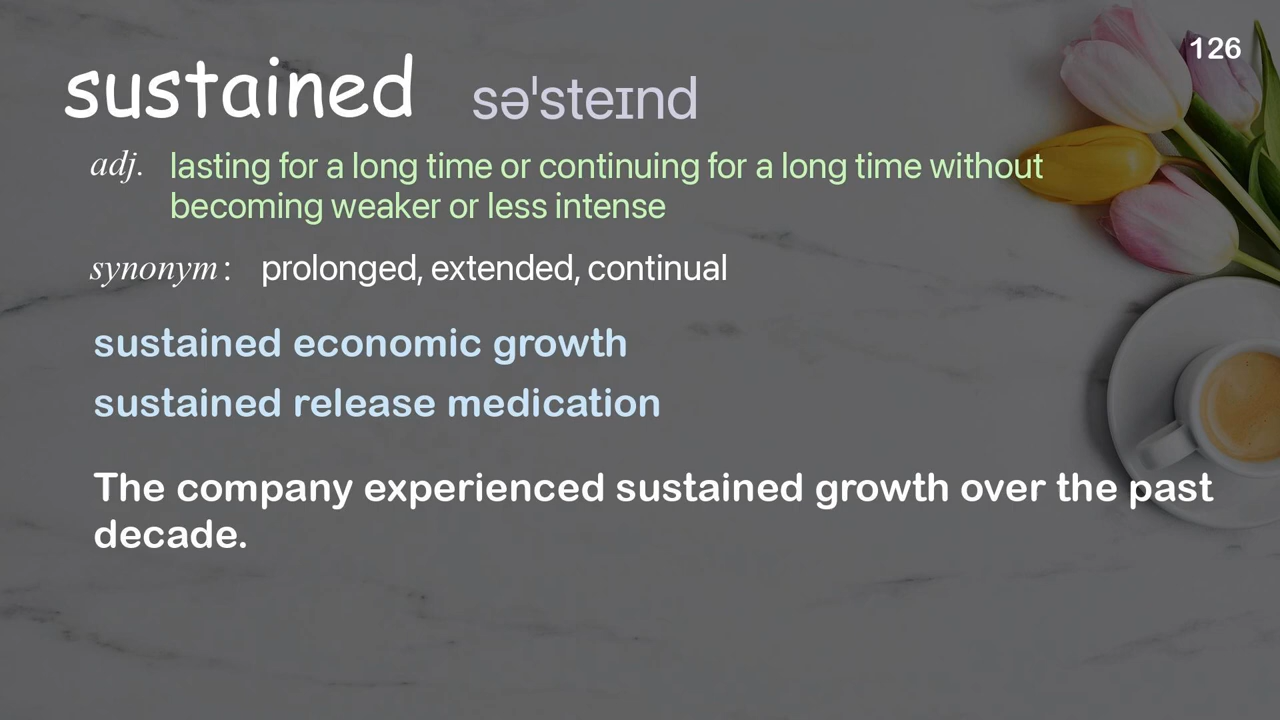 126
sustained səˈsteɪnd
adj. lasting for a long time or continuing for a long time without
becoming weaker or less intense
synonym: prolonged, extended, continual
sustained economic growth
sustained release medication
The company experienced sustained growth over the past
decade.